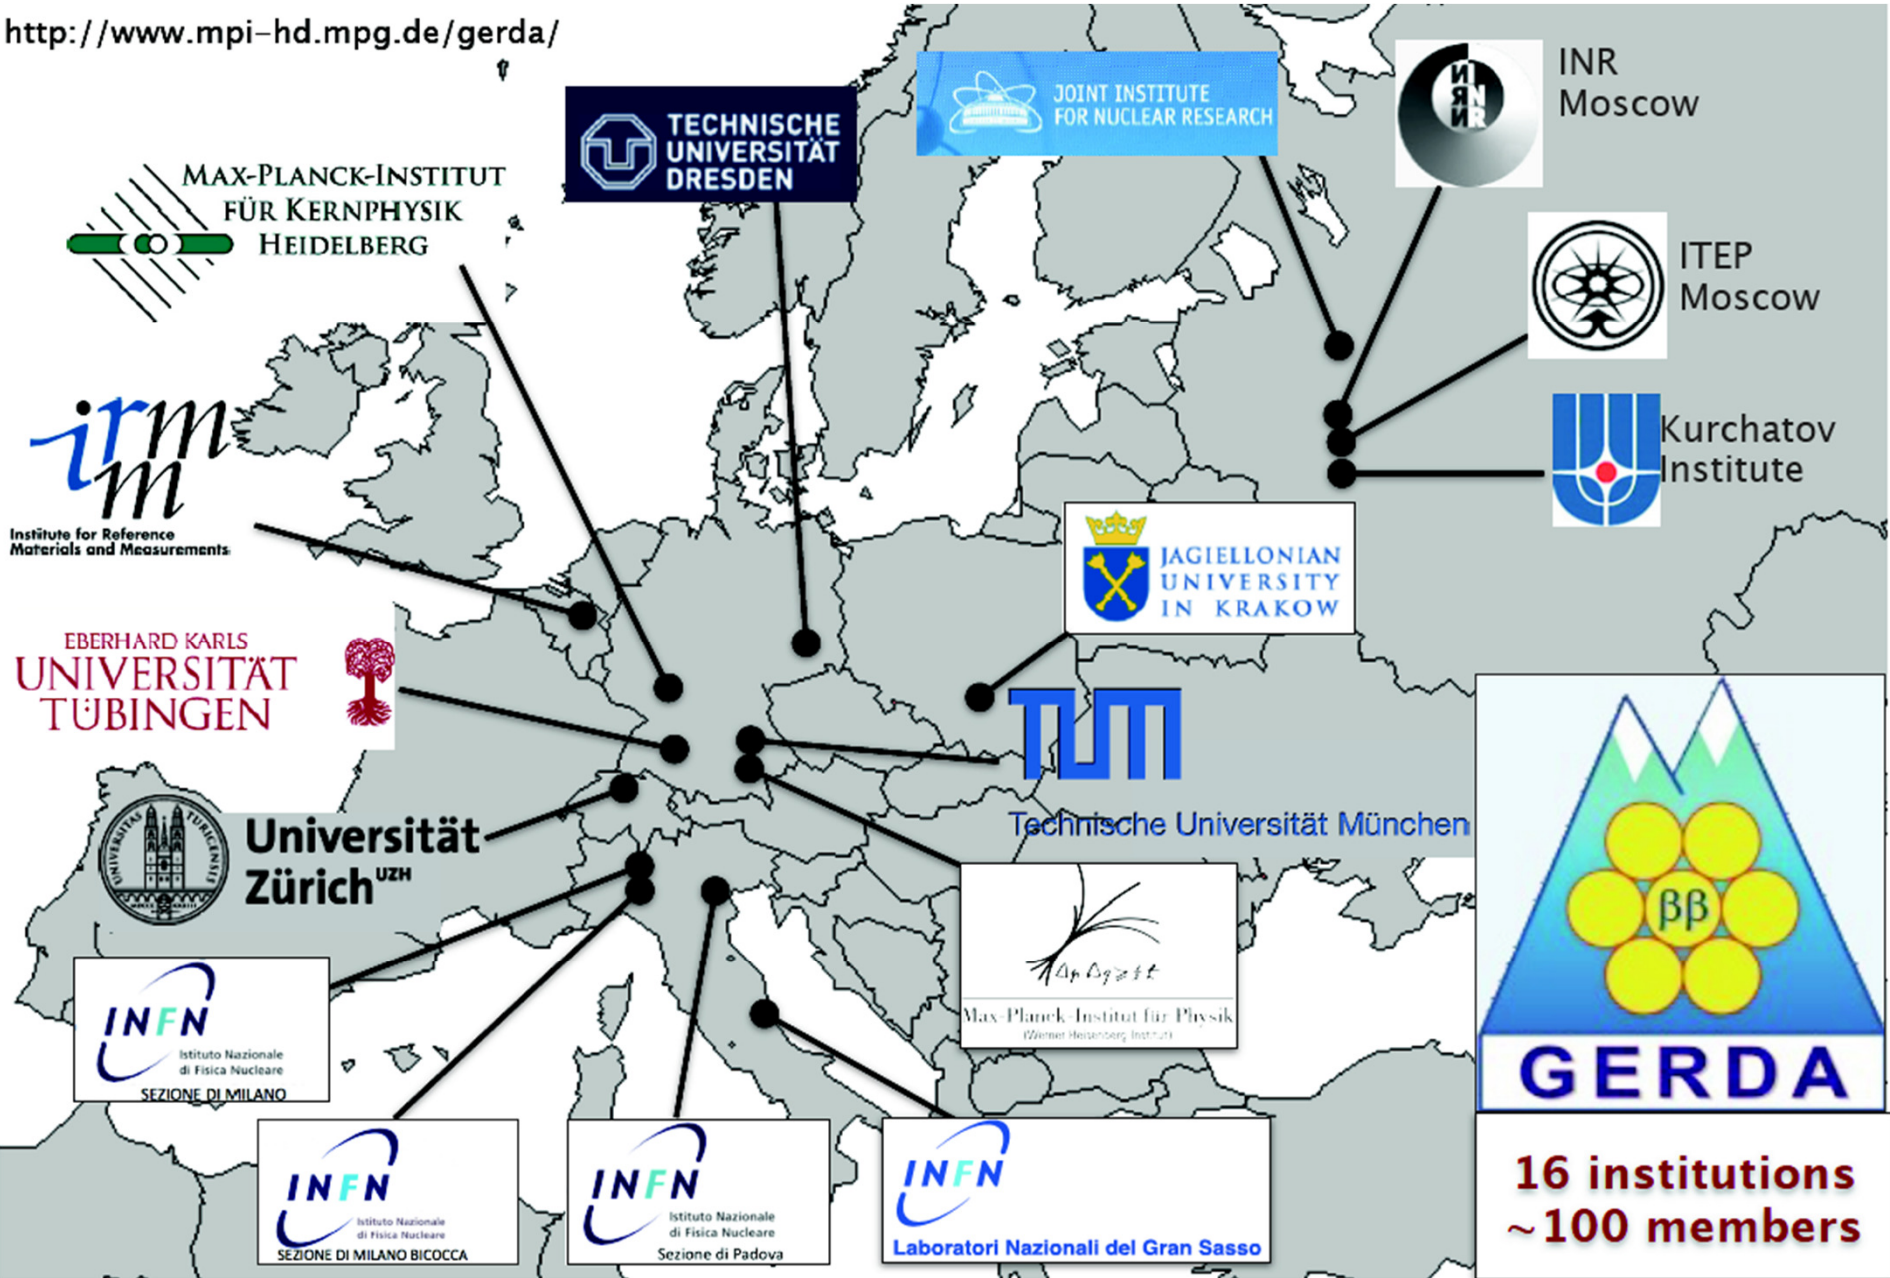 http://www.mpi-hd.mpg.de/gerda/
MAX-PLANCK-INSTITUT
FÜR KERNPHYSIK
HEIDELBERG
TECHNISCHE
UNIVERSITÄT
DRESDEN
JOINT INSTITUTE
FOR NUCLEAR RESEARCH
INR
Moscow
ITEP
Moscow
Kurchatov
Institute
irmm
m
Institute for Reference
Materials and Measurements
JAGIELLONIAN
UNIVERSITY
IN KRAKOW
EBERHARD KARLS
UNIVERSITÄT
TÜBINGEN
TUM
Technische Universität München
Universität
Zürich UZH
Max-Planck-Institut für Physik
(Werner Heisenberg Institut)
INFN
Istituto Nazionale
di Fisica Nucleare
SEZIONE DI MILANO
INFN
Istituto Nazionale
di Fisica Nucleare
SEZIONE DI MILANO BICOCCA
INFN
Istituto Nazionale
di Fisica Nucleare
Sezione di Padova
INFN
Laboratori Nazionali del Gran Sasso
ββ
GERDA
16 institutions
~100 members